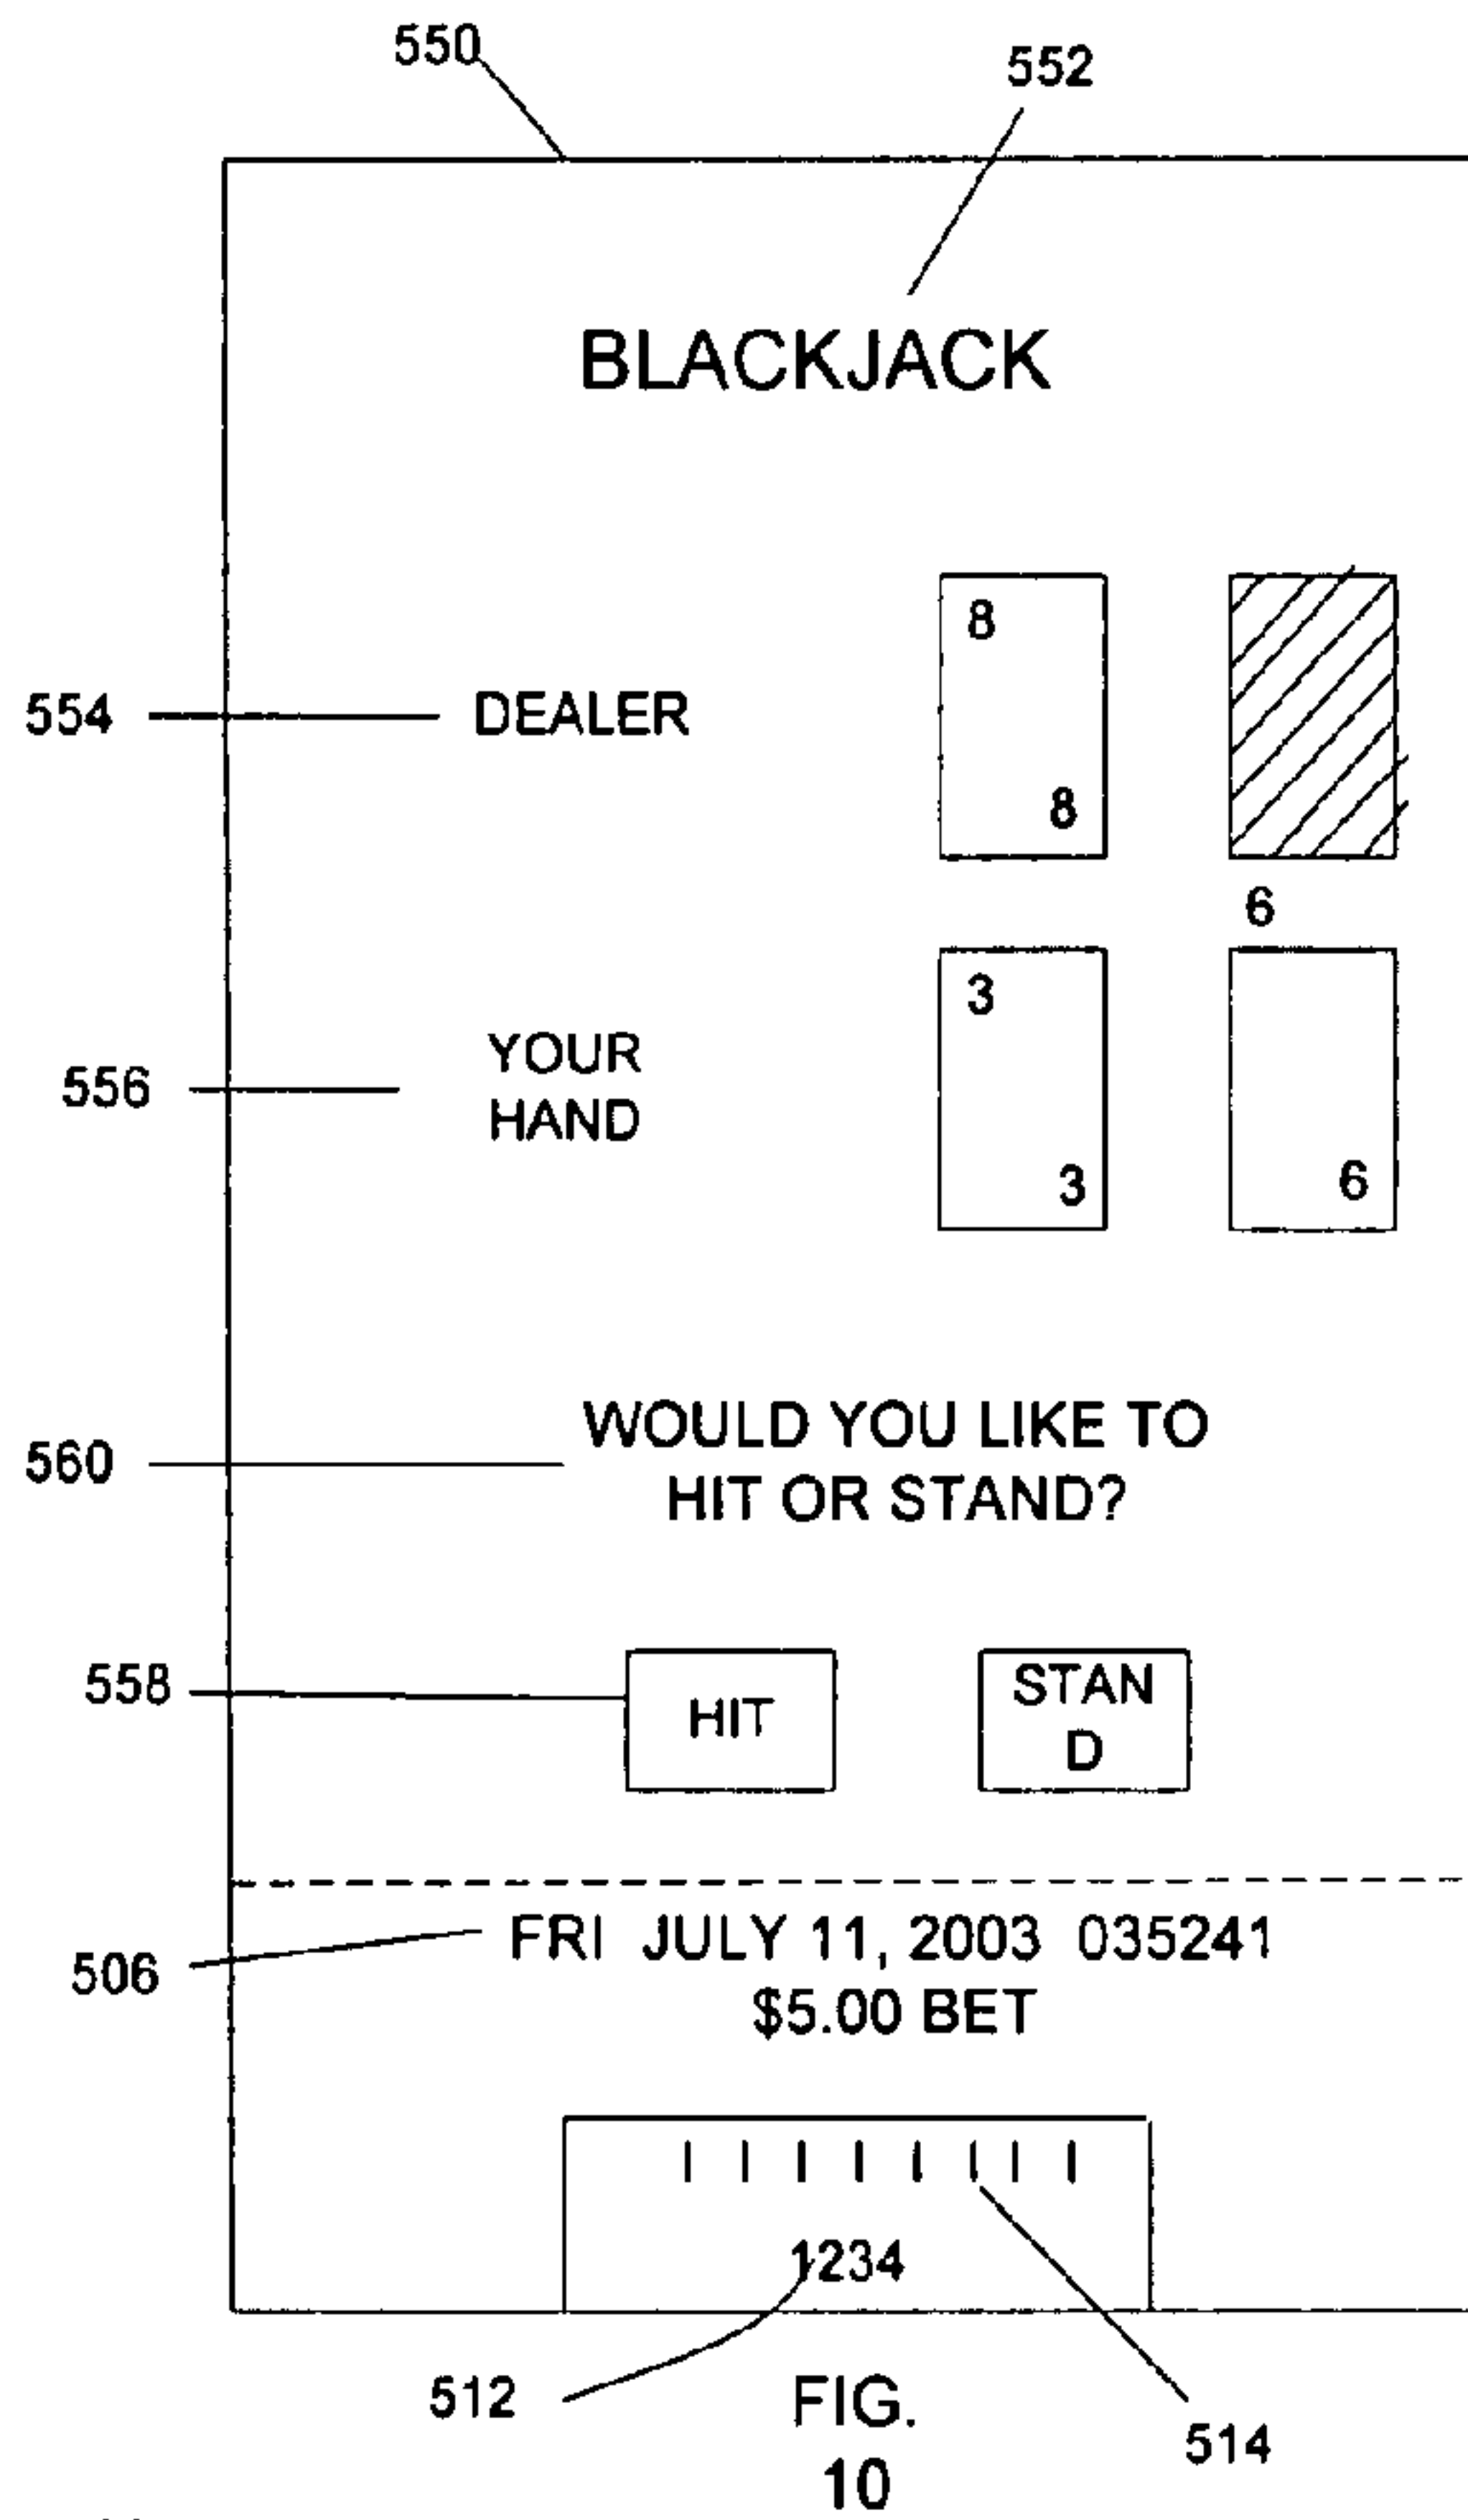 550
552
BLACKJACK
8
554 DEALER
8
6
3
YOUR
556
HAND
6
3
WOULD YOU LIKE TO
560
HIT OR STAND?
558 HIT
STAN
D
FRI JULY 11, 2003 035241
506
$5.00 BET
1234
512
FIG.
10
514